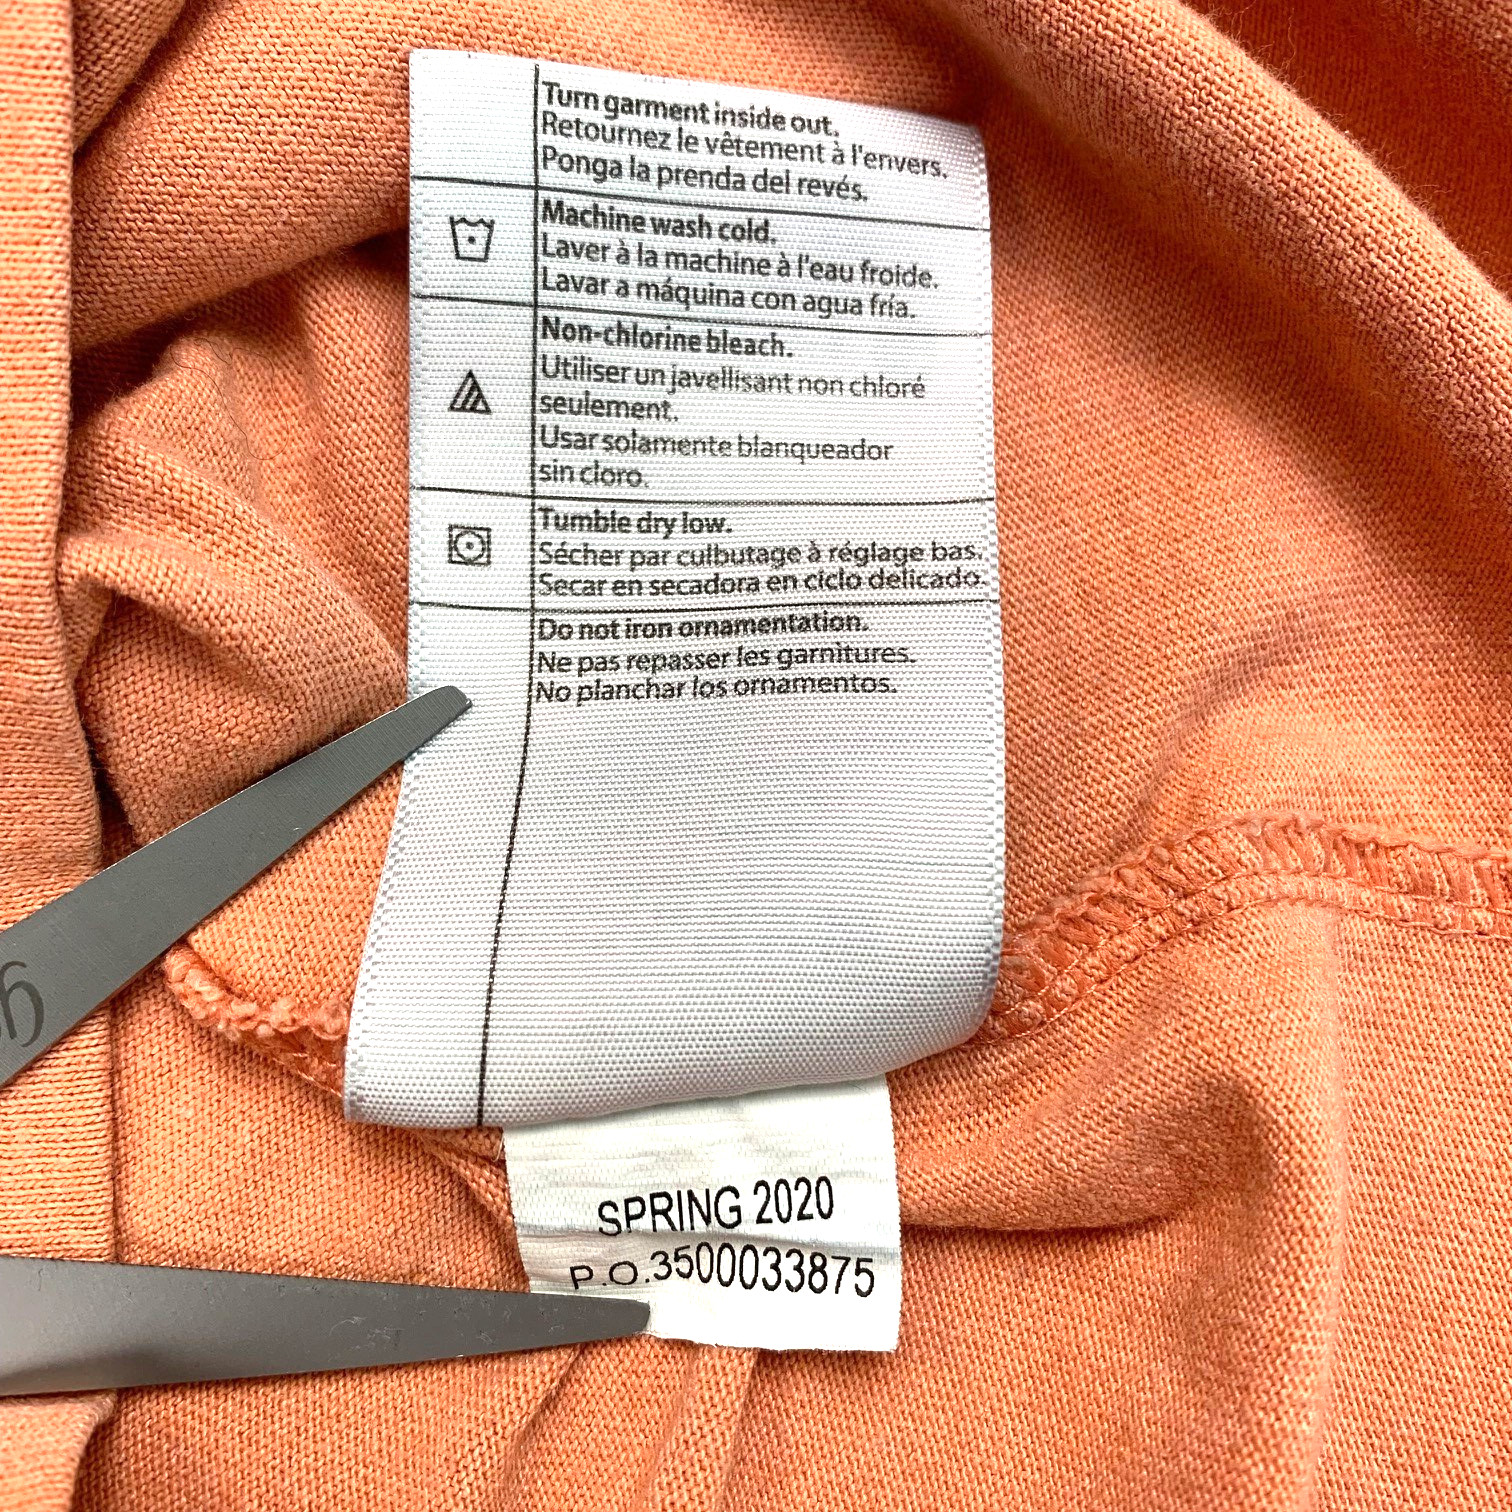 Turn garment inside out.
Retournez le vêtement à l'envers.
Ponga la prenda del revés.
Machine wash cold.
Laver à la machine à l'eau froide.
Lavar a máquina con agua fría.
Non-chlorine bleach.
Utiliser un javellisant non chloré
seulement.
Usar solamente blanqueador
sin cloro.
Tumble dry low.
Sécher par culbutage à réglage bas.
Secar en secadora en ciclo delicado.
Do not iron ornamentation.
Ne pas repasser les garnitures.
No planchar los ornamentos.
SPRING 2020
P.O.3500033875